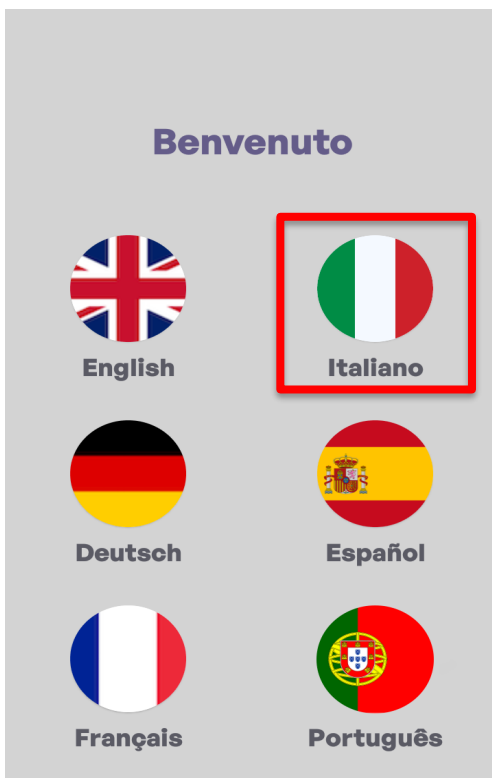 Benvenuto
English
Italiano
Deutsch
Español
Français
Português